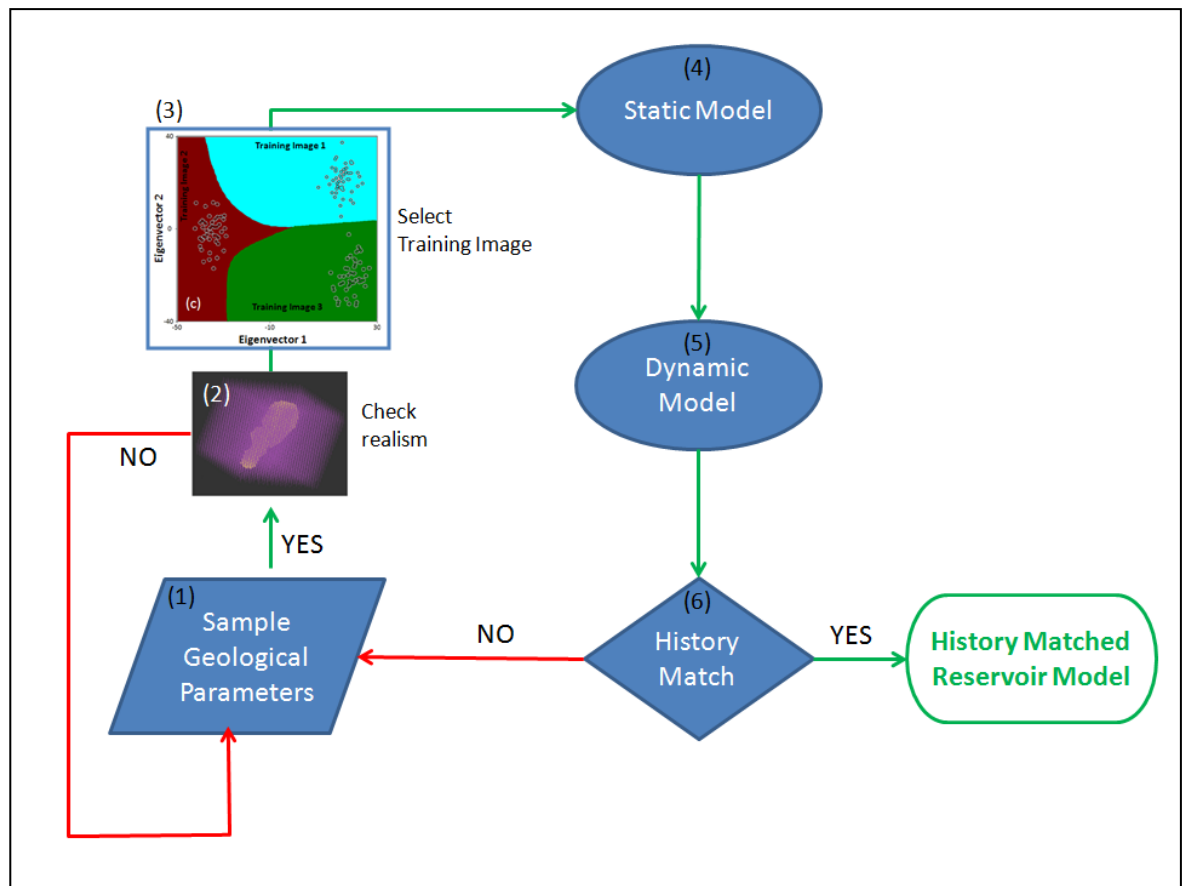 (4)
Static Model
(3)
40
Training Image 1
Training Image 2
Eigenvector 2
0
Select
Training Image
(c)
Training image 3
-40
-50
-10
30
Eigenvector 1
(5)
Dynamic
Model
(2)
Check
realism
NO
YES
(1)
Sample
Geological
Parameters
NO
(6)
History
Match
YES
History Matched
Reservoir Model